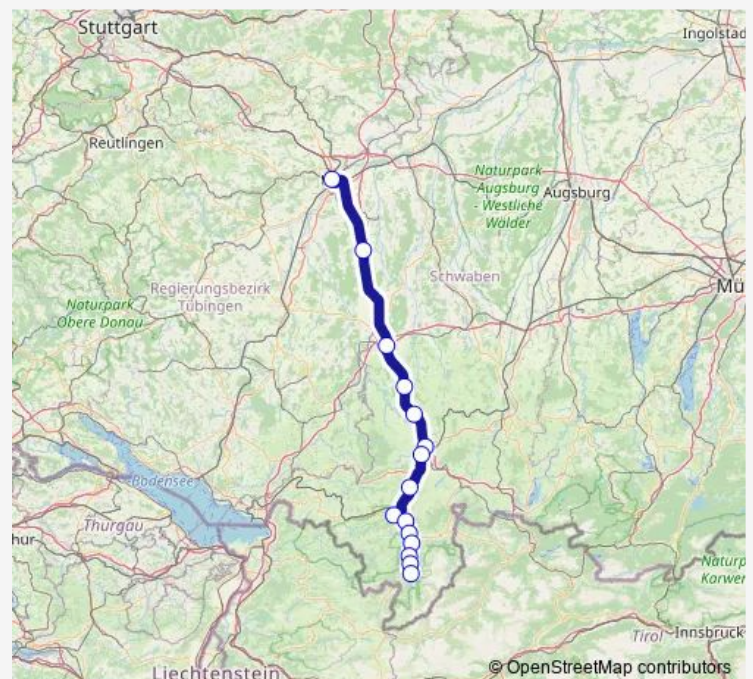 Stuttgart
Ingolstad
Reutlingen
Naturpark
Augsburg
- Westliche
Wälder
Augsburg
Schwaben
Regierungsbezirk
Tübingen
Mü
Naturpark
Obere Donau
Bodensee
Thurgau
hur
Naturp
Karwer
Tirol
Innsbruck
Liechtenstein
© OpenStreetMap contributors